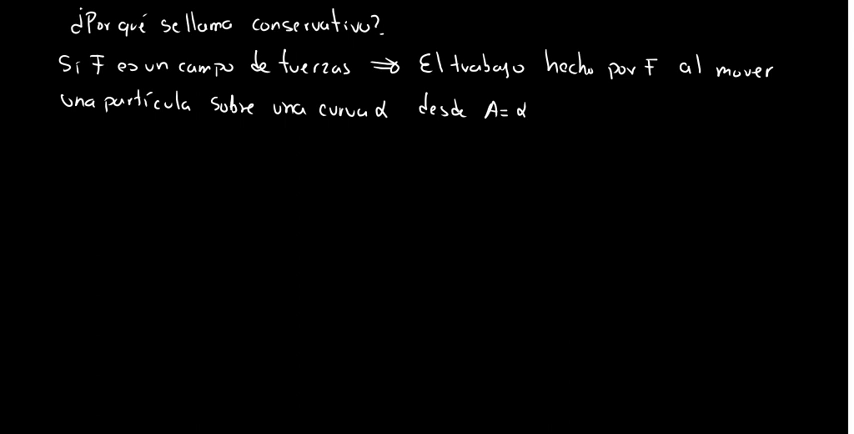 ¿Por qué se llama conservativo?
Si F es un campo de fuerzas ⇒ El trabajo hecho por F al mover
una partícula sobre una curva α desde A = α